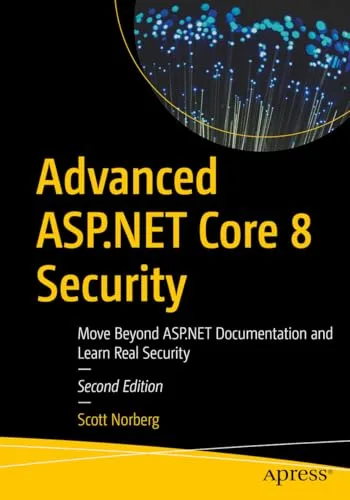 Advanced
ASP.NET Core 8
Security
Move Beyond ASP.NET Documentation and
Learn Real Security
—
Second Edition
—
Scott Norberg
Apress®